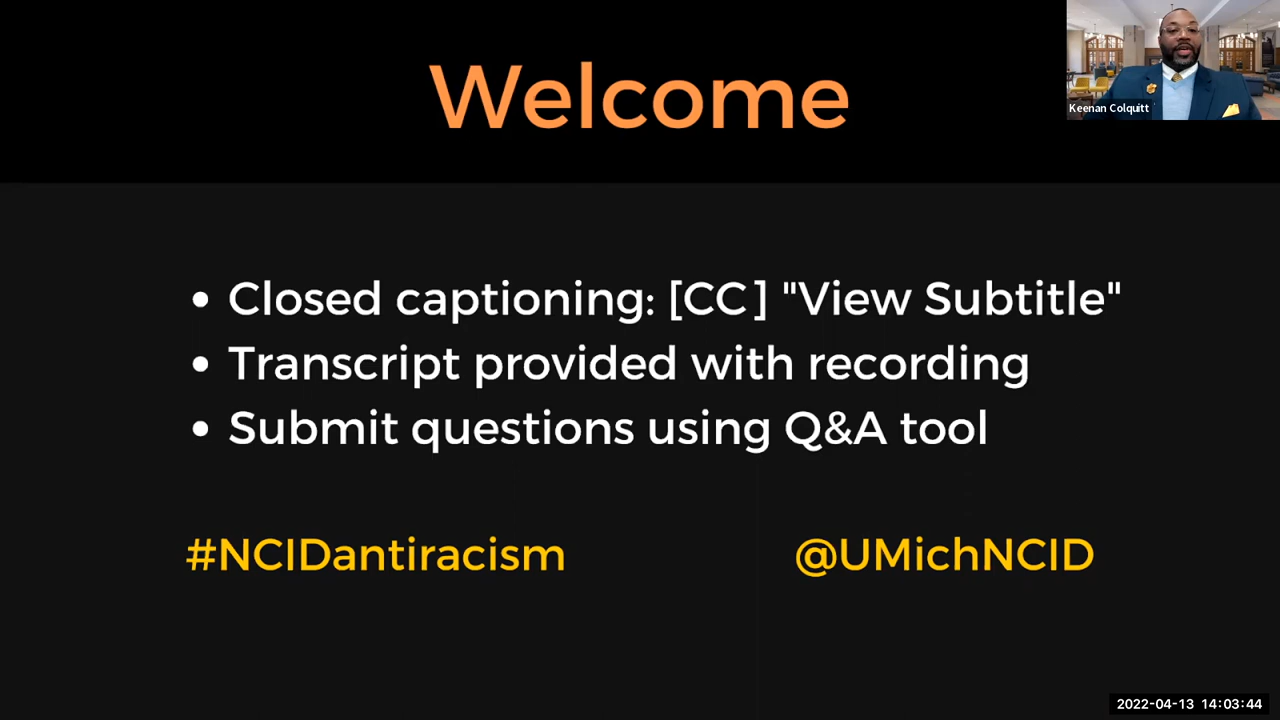 Welcome
Keenan Colquitt
• Closed captioning: [CC] "View Subtitle"
• Transcript provided with recording
• Submit questions using Q&A tool
#NCIDantiracism
@UMichNCID
2022-04-13 14:03:44